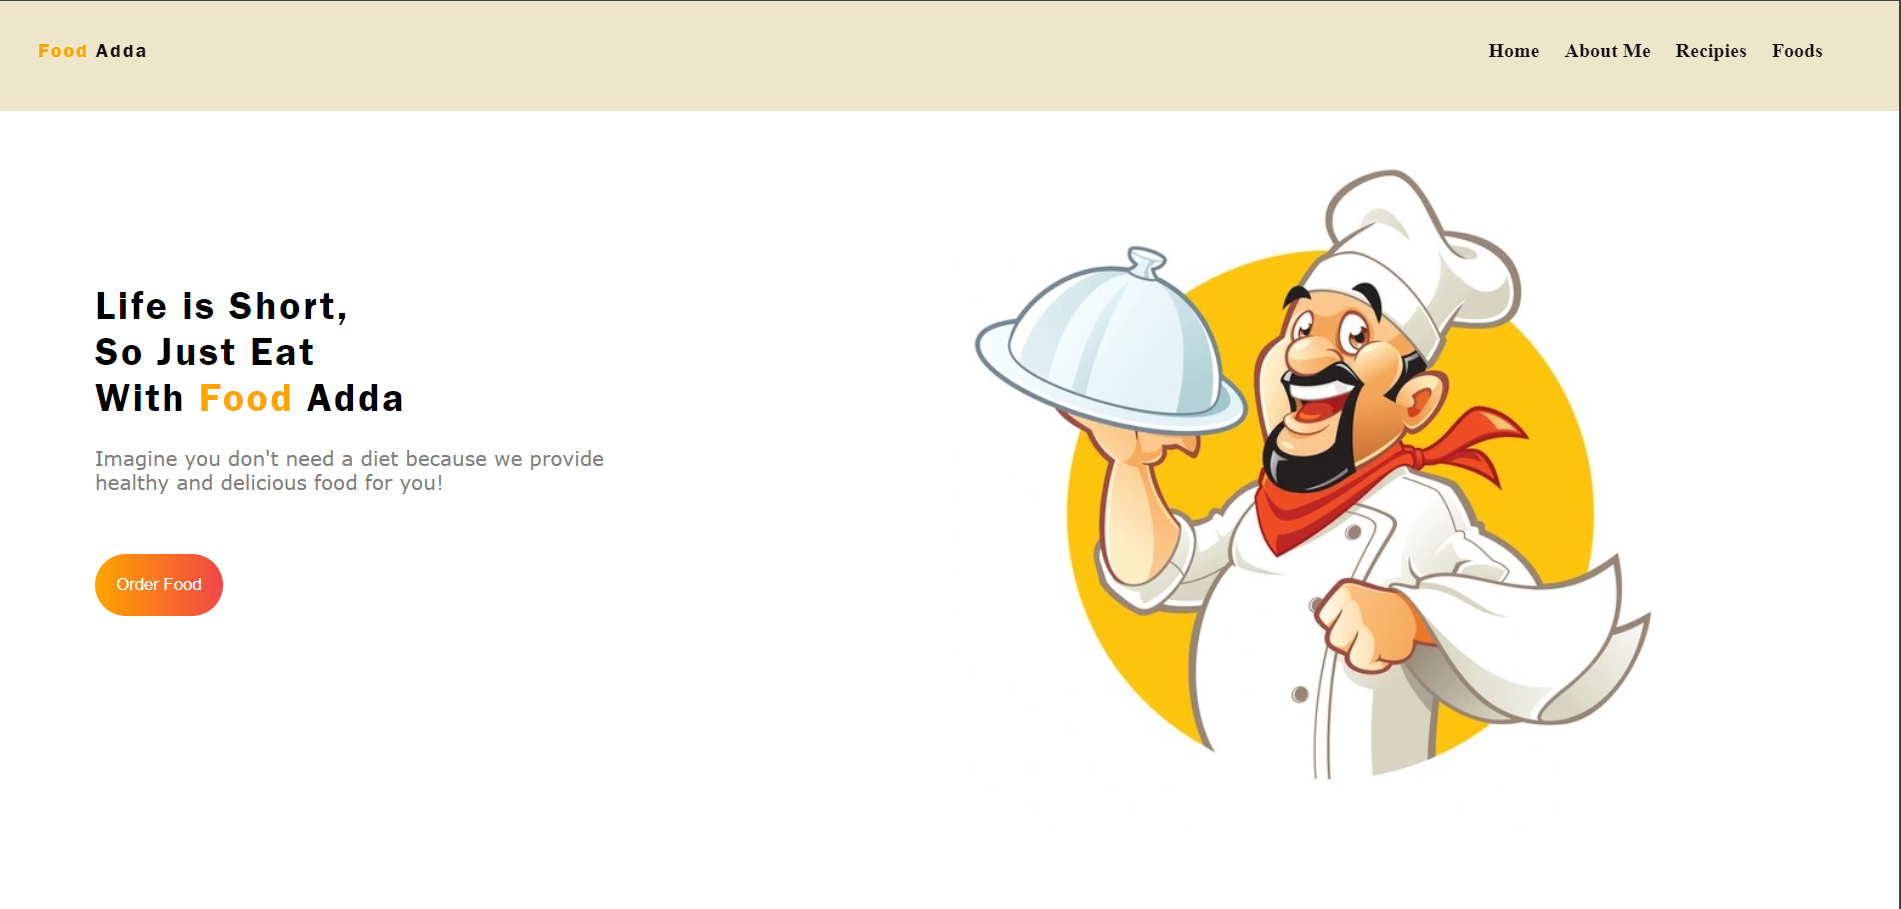 Food Adda
Home About Me Recipies Foods
Life is Short,
So Just Eat
With Food Adda
Imagine you don't need a diet because we provide
healthy and delicious food for you!
Order Food